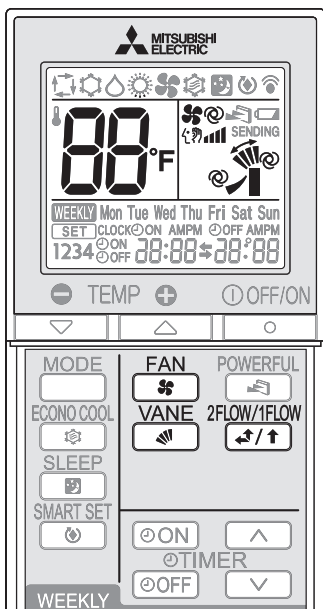 MITSUBISHI
ELECTRIC
88°F
SENDING
WEEKLY Mon Tue Wed Thu Fri Sat Sun
SET CLOCK ON AMPM OFF AMPM
1234 ON 88:88 88:88
OFF
TEMP OFF/ON
MODE FAN POWERFUL
ECONO COOL VANE 2FLOW/1FLOW
SLEEP
SMART SET
ON
TIMER
OFF
WEEKLY